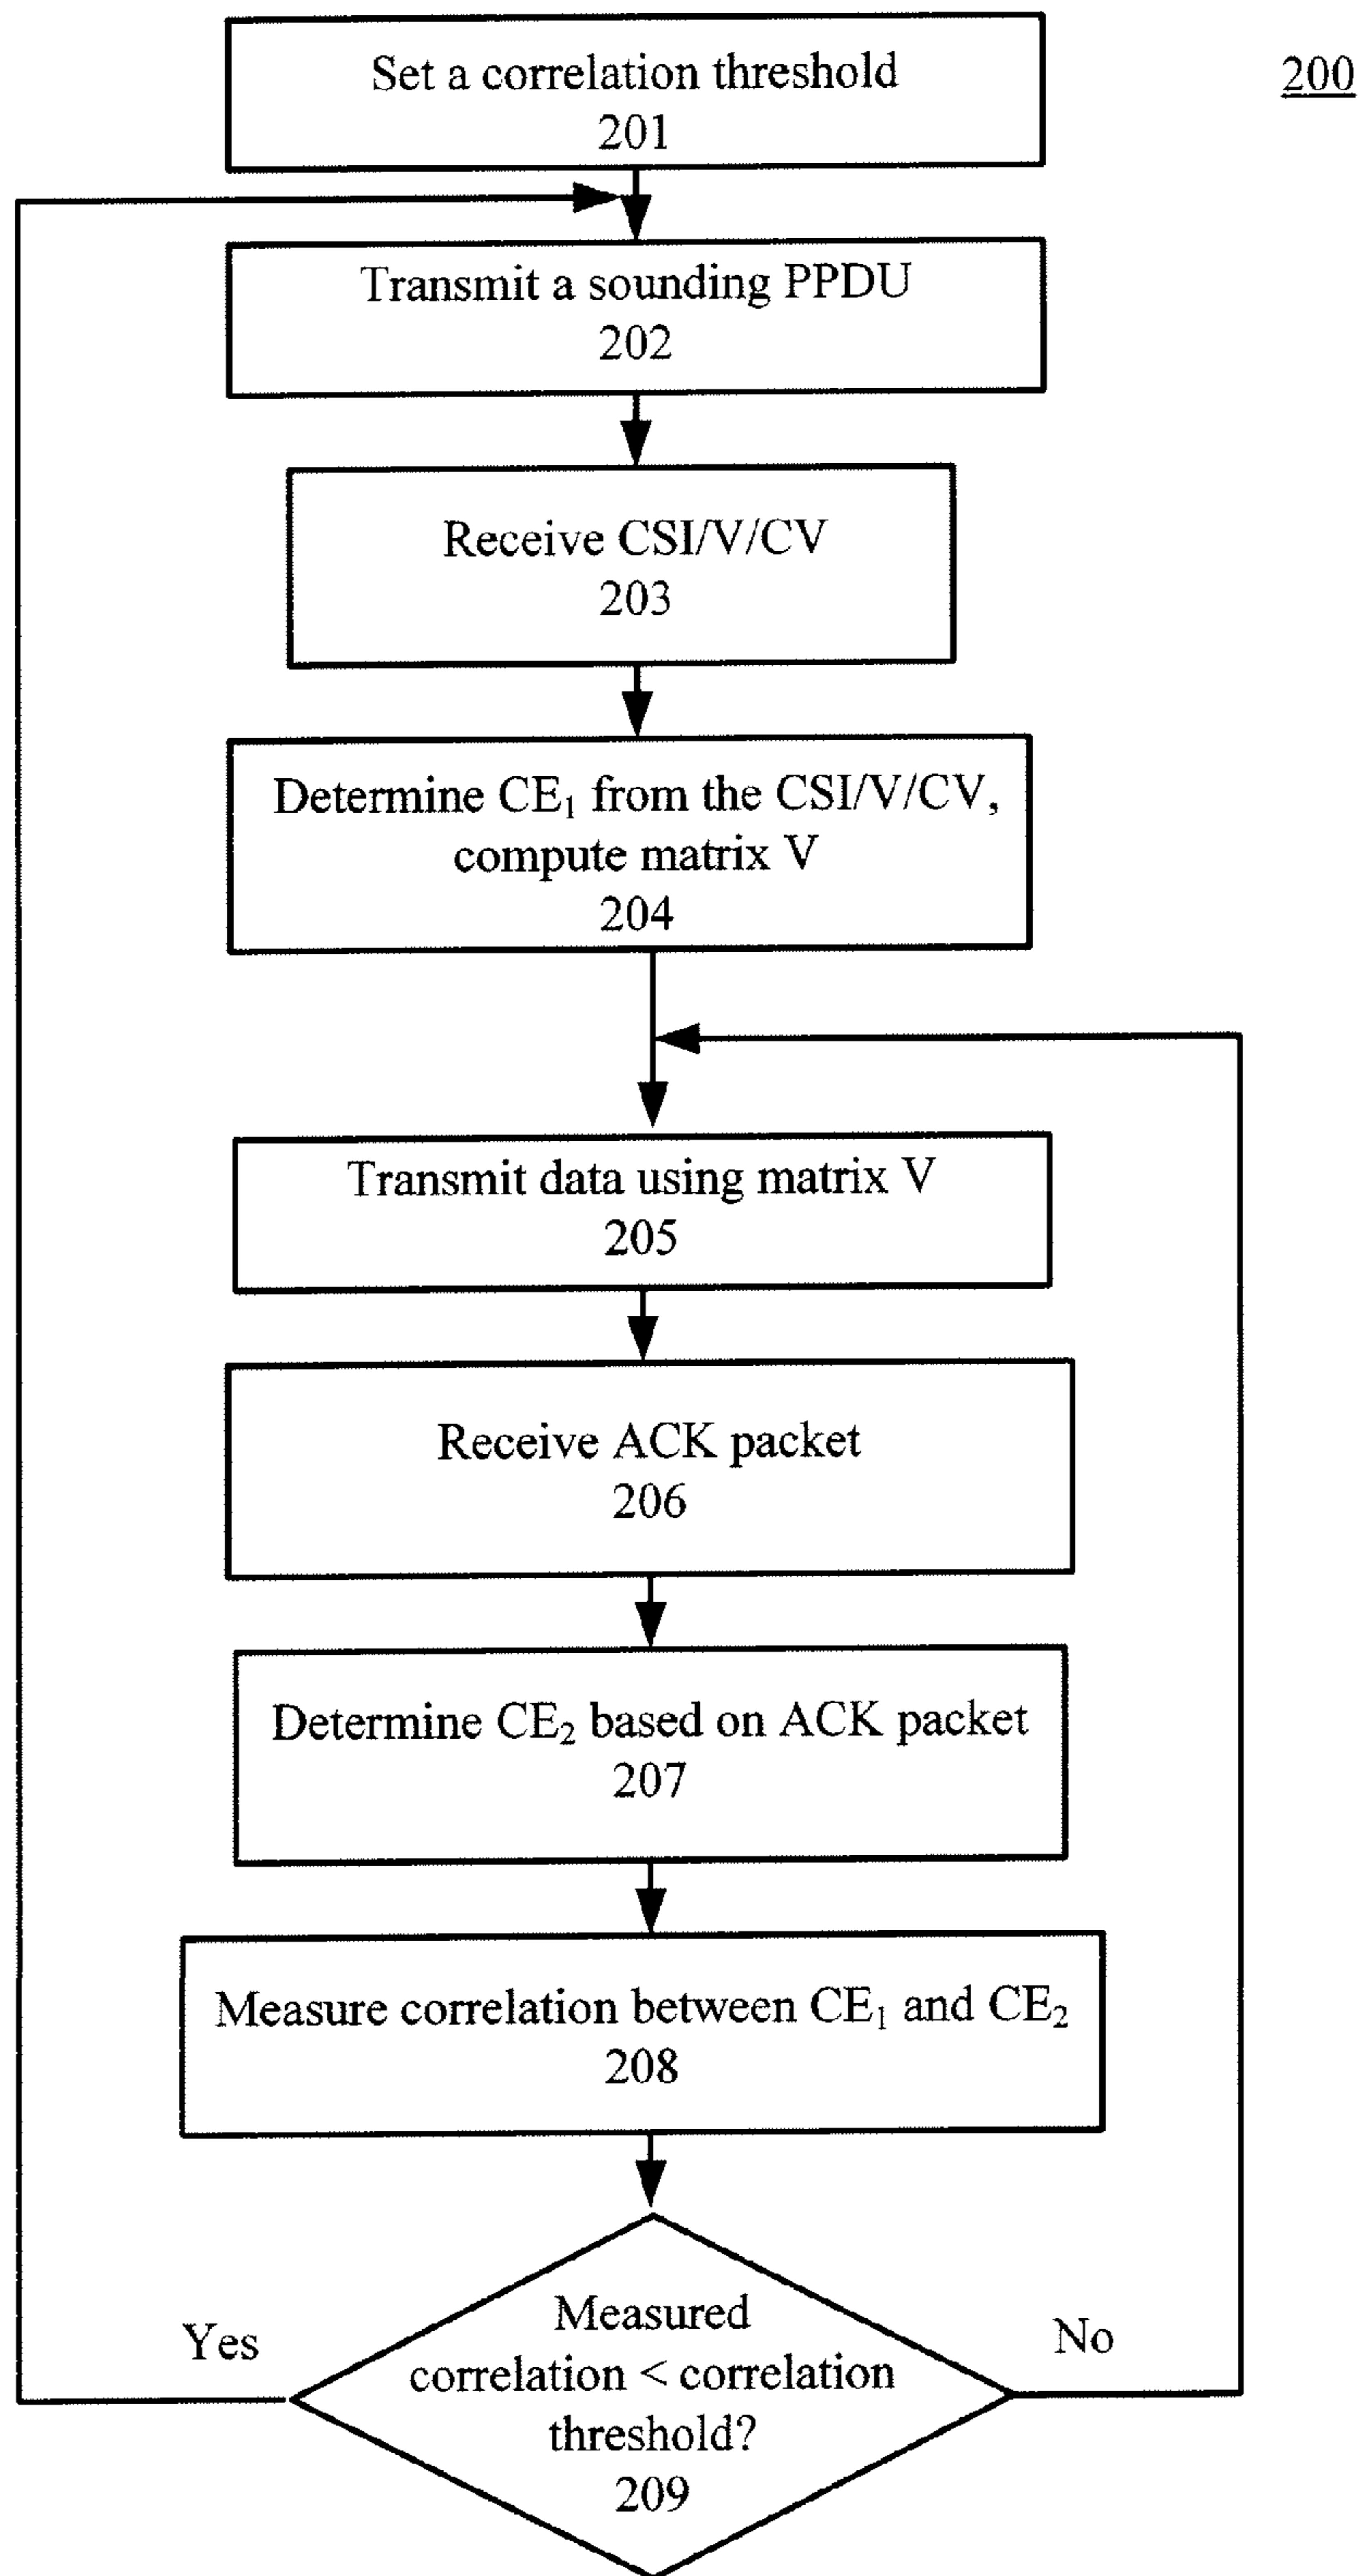 200
Set a correlation threshold
201
Transmit a sounding PPDU
202
Receive CSI/V/CV
203
Determine CE₁ from the CSI/V/CV,
compute matrix V
204
Transmit data using matrix V
205
Receive ACK packet
206
Determine CE₂ based on ACK packet
207
Measure correlation between CE₁ and CE₂
208
Yes
No
Measured
correlation < correlation
threshold?
209